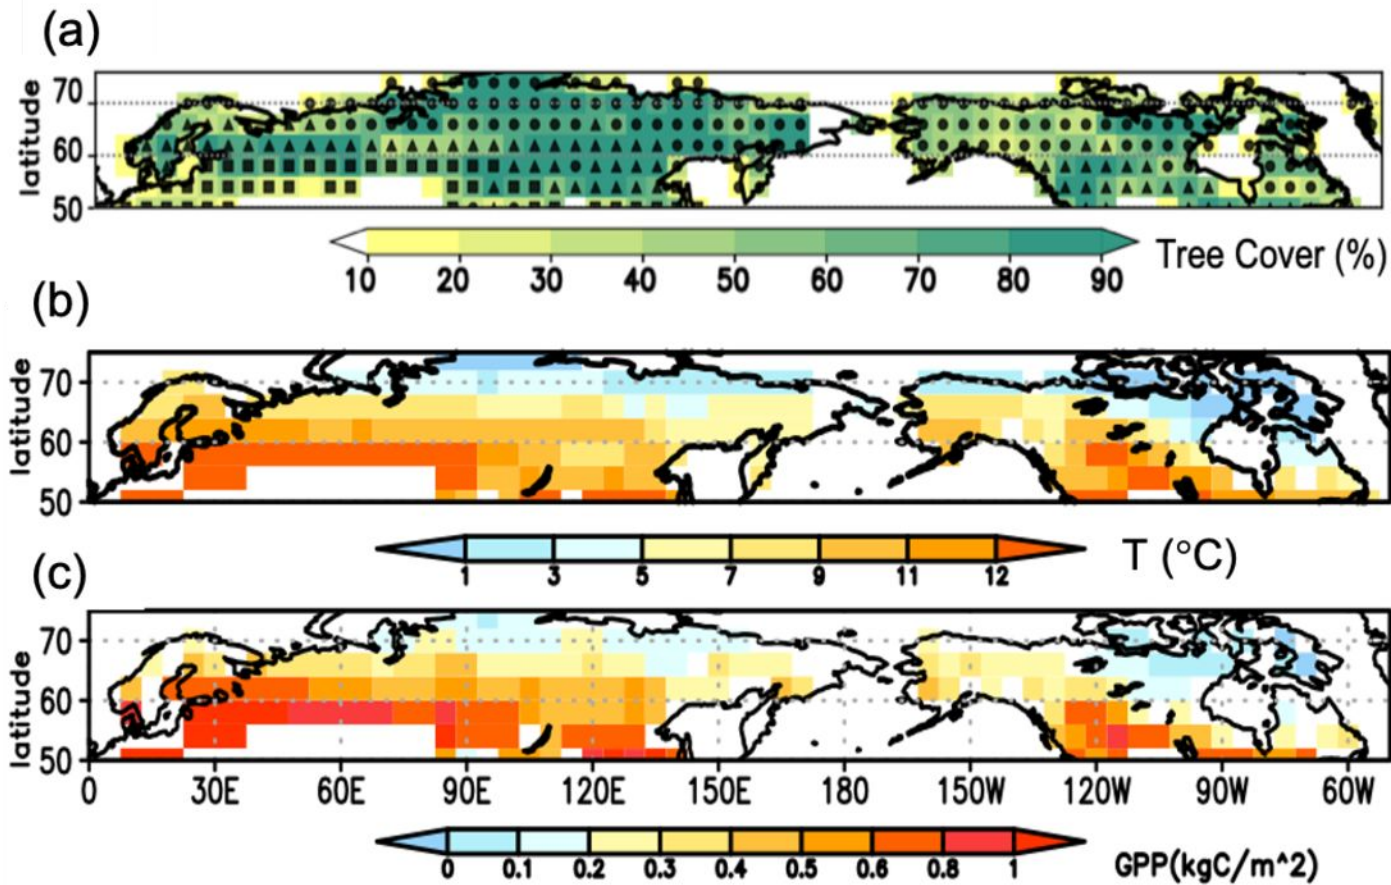 (a)
latitude
70
60
50
10 20 30 40 50 60 70 80 90
Tree Cover (%)
(b)
latitude
70
60
50
1 3 5 7 9 11 12
T (°C)
(c)
latitude
70
60
50
0 30E 60E 90E 120E 150E 180 150W 120W 90W 60W
0 0.1 0.2 0.3 0.4 0.5 0.6 0.8 1
GPP(kgC/m^2)